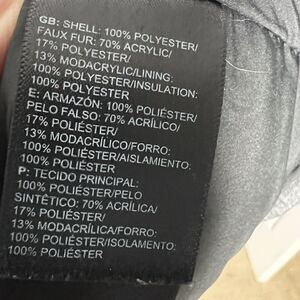 GB: SHELL: 100% POLYESTER/
FAUX FUR: 70% ACRYLIC/
17% POLYESTER/
13% MODACRYLIC/LINING:
100% POLYESTER/INSULATION:
100% POLYESTER
E: ARMAZÓN: 100% POLIÉSTER/
PELO FALSO: 70% ACRÍLICO/
17% POLIÉSTER/
13% MODACRÍLICO/FORRO:
100% POLIÉSTER/AISLAMIENTO:
100% POLIÉSTER
P: TECIDO PRINCIPAL:
100% POLIÉSTER/PELO
SINTÉTICO: 70% ACRÍLICA/
17% POLIÉSTER/
13% MODACRÍLICA/FORRO:
100% POLIÉSTER/ISOLAMENTO:
100% POLIÉSTER